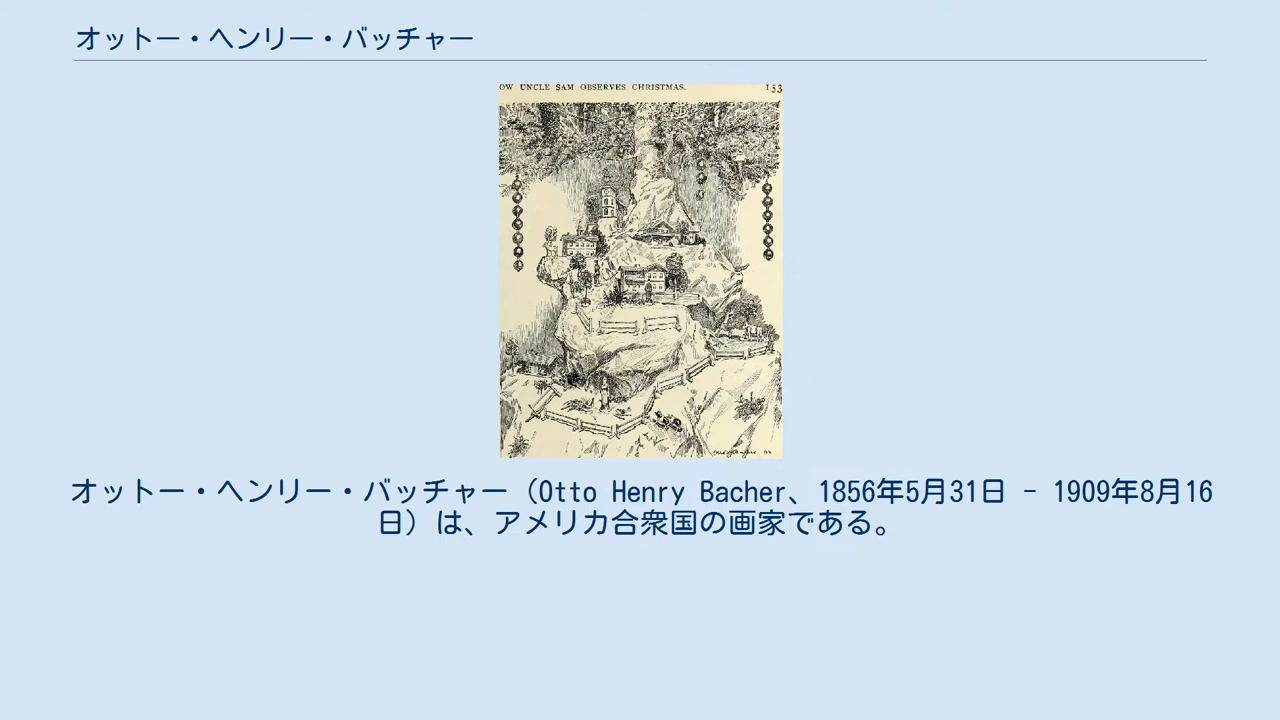 オットー・ヘンリー・バッチャー
OW UNCLE SAM OBSERVES CHRISTMAS. 153
オットー・ヘンリー・バッチャー（Otto Henry Bacher、1856年5月31日 - 1909年8月16
日）は、アメリカ合衆国の画家である。